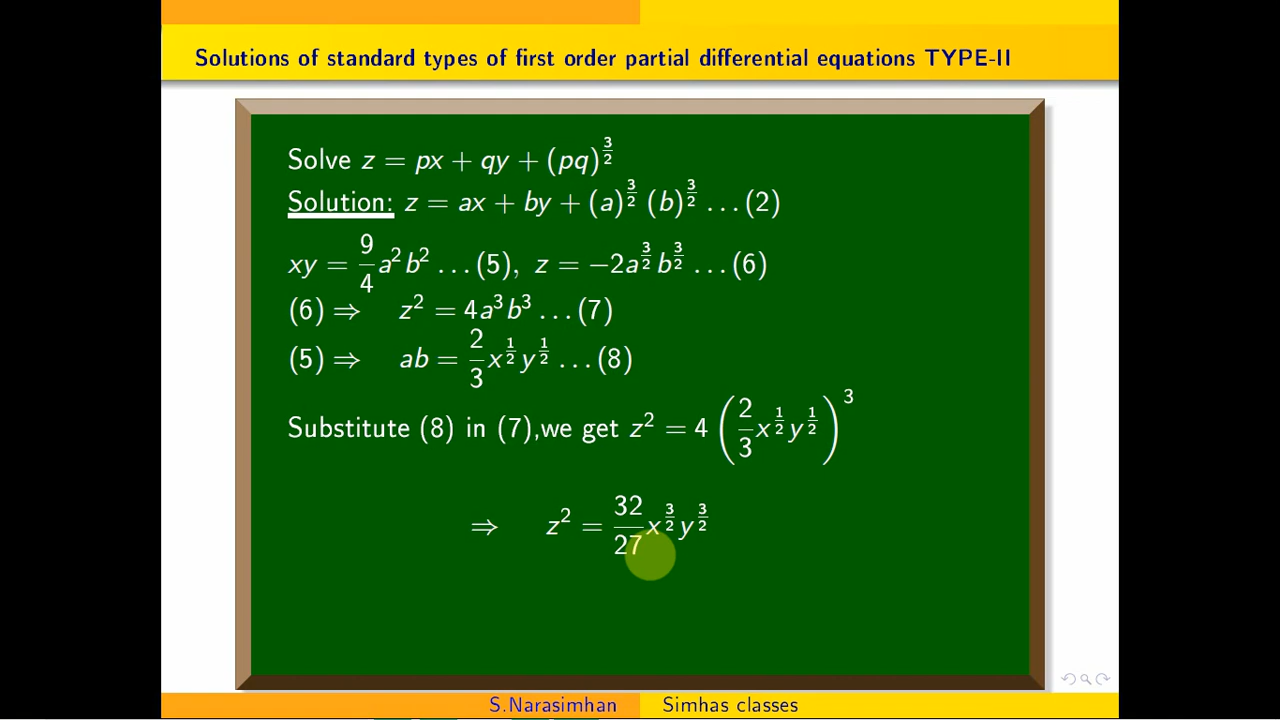 Solutions of standard types of first order partial differential equations TYPE-II
Solve z = px + qy + (pq)^{3/2}
Solution: z = ax + by + (a)^{3/2} (b)^{3/2} ... (2)
xy = \frac{9}{4} a^2 b^2 ... (5), z = −2a^{3/2} b^{3/2} ... (6)
(6) ⇒ z^2 = 4a^3 b^3 ... (7)
(5) ⇒ ab = \frac{2}{3} x^{1/2} y^{1/2} ... (8)
Substitute (8) in (7),we get z^2 = 4 (\frac{2}{3} x^{1/2} y^{1/2})^3
⇒ z^2 = \frac{32}{27} x^{3/2} y^{3/2}
S.Narasimhan Simhas classes